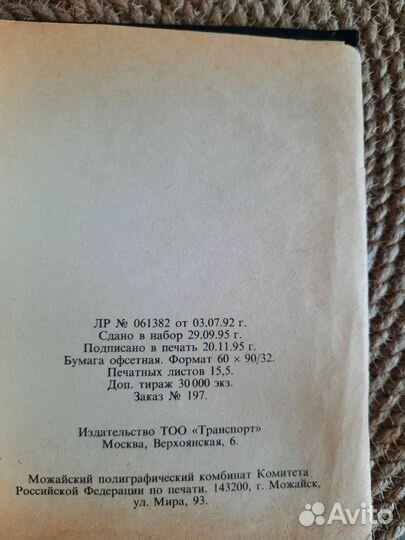 ЛР № 061382 от 03.07.92 г.
Сдано в набор 29.09.95 г.
Подписано в печать 20.11.95 г.
Бумага офсетная. Формат 60 × 90/32.
Печатных листов 15,5.
Доп. тираж 30 000 экз.
Заказ № 197.
Издательство ТОО «Транспорт»
Москва, Верхоянская, 6.
Можайский полиграфический комбинат Комитета
Российской Федерации по печати. 143200, г. Можайск,
ул. Мира, 93.
Avito